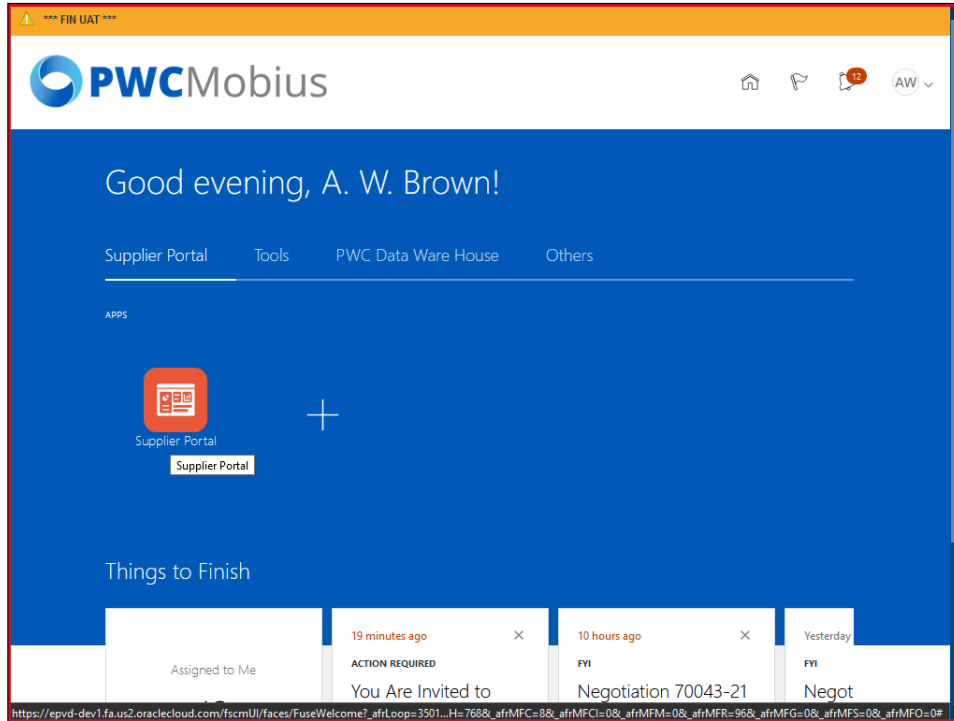 *** FIN UAT ***
PWCMobius
12
AW
Good evening, A. W. Brown!
Supplier Portal Tools PWC Data Ware House Others
APPS
Supplier Portal
Supplier Portal
Things to Finish
Assigned to Me
19 minutes ago
ACTION REQUIRED
You Are Invited to
10 hours ago
FYI
Negotiation 70043-21
Yesterday
FYI
Negot
https://epvd-dev1.fa.us2.oraclecloud.com/fscmUI/faces/FuseWelcome?_afrLoop=3501...H=768&_afrMFC=8&_afrMFCI=0&_afrMFM=0&_afrMFR=96&_afrMFG=0&_afrMFS=0&_afrMFO=0#